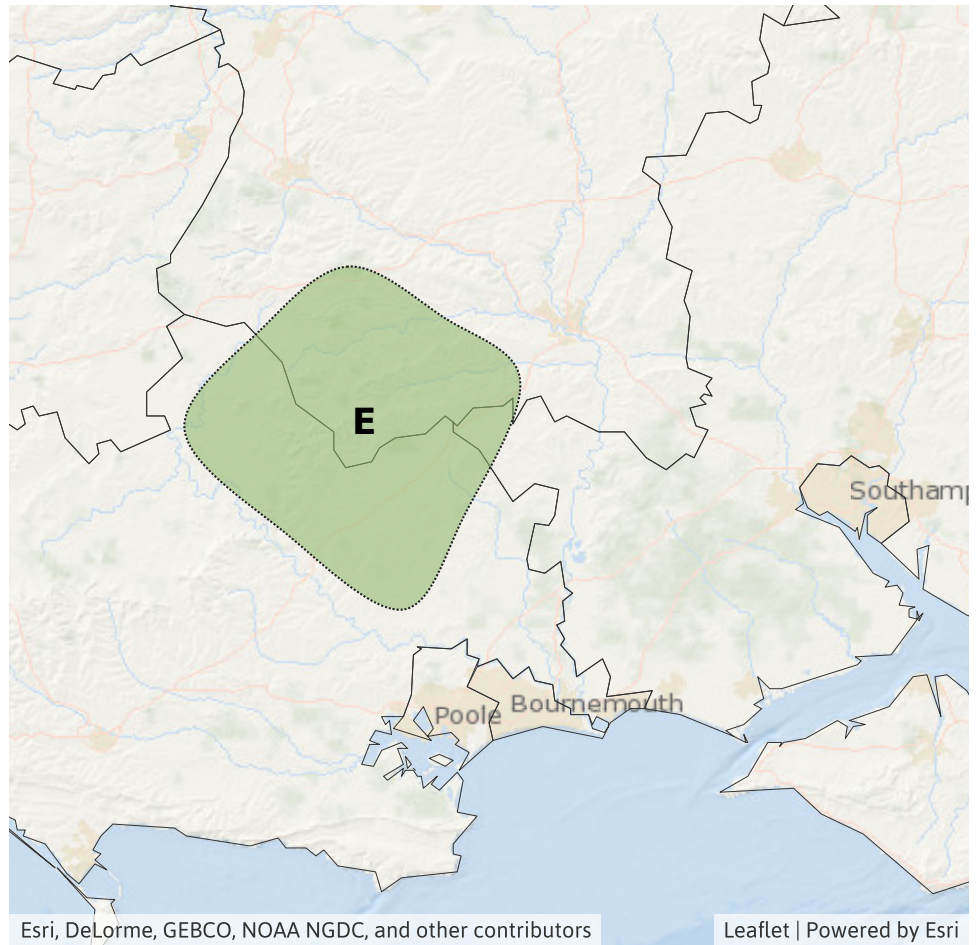 E
Southamp
Bournemouth
Poole
Esri, DeLorme, GEBCO, NOAA NGDC, and other contributors
Leaflet | Powered by Esri